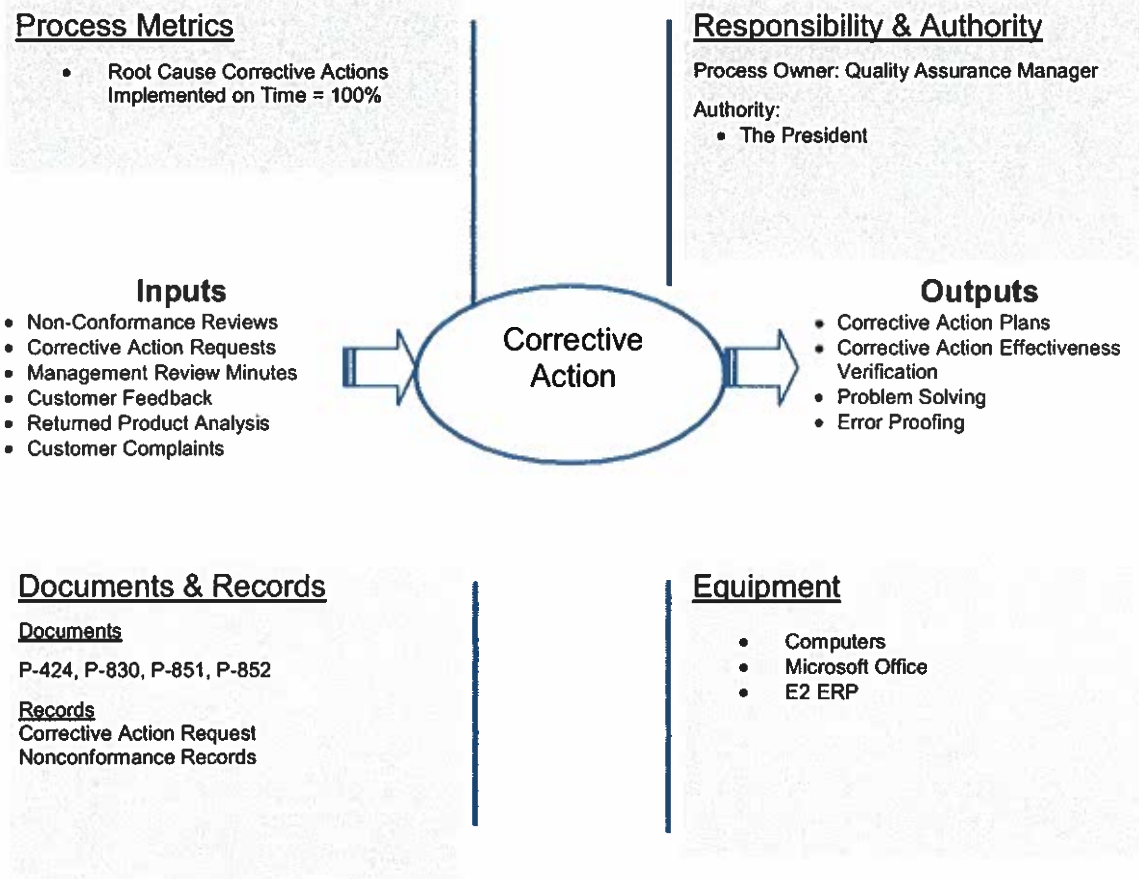 Process Metrics
• Root Cause Corrective Actions
Implemented on Time = 100%
Responsibility & Authority
Process Owner: Quality Assurance Manager
Authority:
• The President
Inputs
• Non-Conformance Reviews
• Corrective Action Requests
• Management Review Minutes
• Customer Feedback
• Returned Product Analysis
• Customer Complaints
Corrective
Action
Outputs
• Corrective Action Plans
• Corrective Action Effectiveness
Verification
• Problem Solving
• Error Proofing
Documents & Records
Documents
P-424, P-830, P-851, P-852
Records
Corrective Action Request
Nonconformance Records
Equipment
• Computers
• Microsoft Office
• E2 ERP